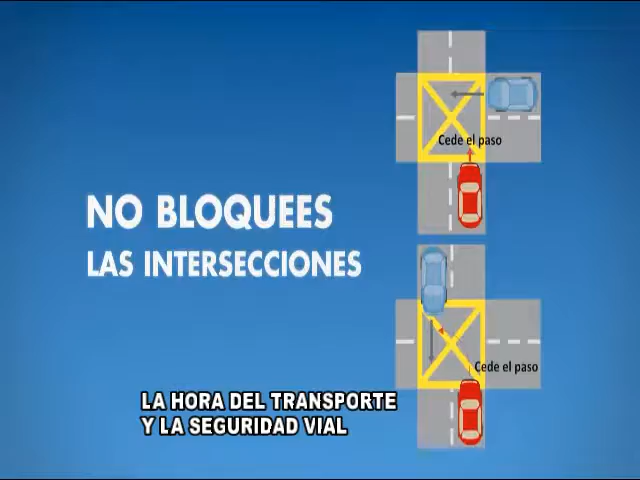 Cede el paso
NO BLOQUEES
LAS INTERSECCIONES
Cede el paso
LA HORA DEL TRANSPORTE
Y LA SEGURIDAD VIAL